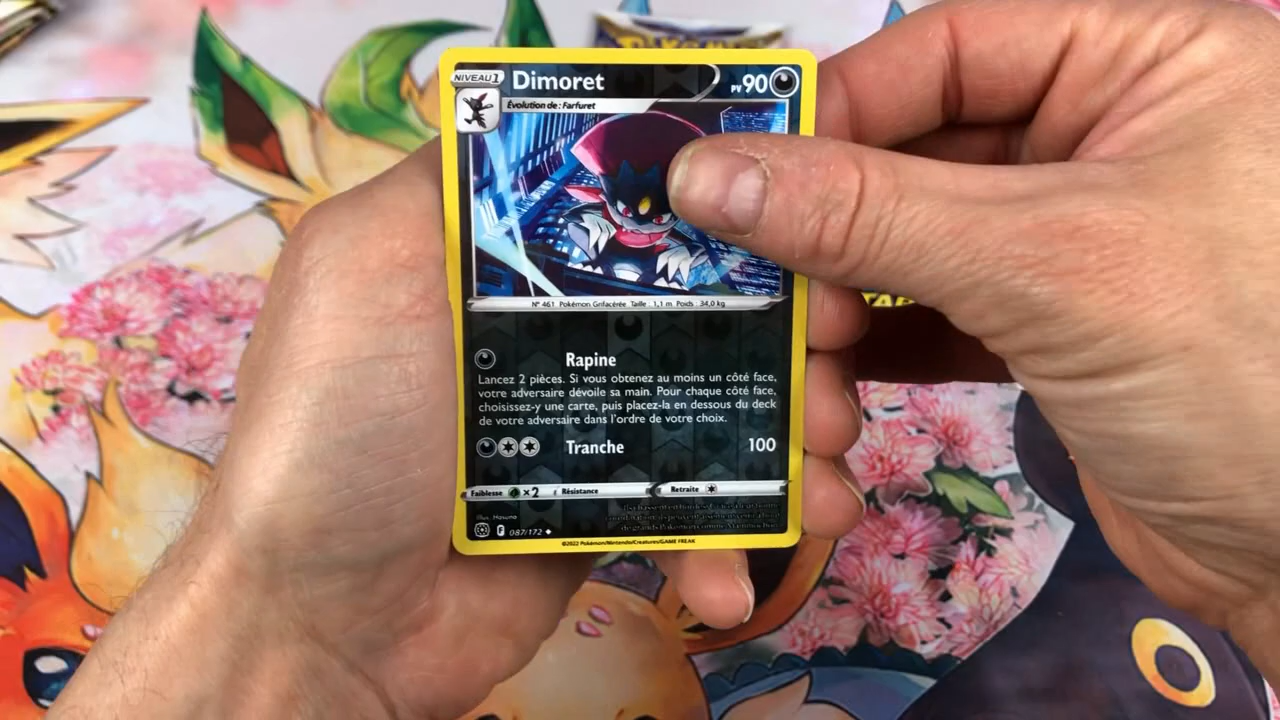 NIVEAU 1 Dimoret PV 90
Évolution de : Farfuret
N° 461 Pokémon Grifacérée Taille : 1,1 m Poids : 34,0 kg
Rapine
Lancez 2 pièces. Si vous obtenez au moins un côté face,
votre adversaire dévoile sa main. Pour chaque côté face,
choisissez-y une carte, puis placez-la en dessous du deck
de votre adversaire dans l'ordre de votre choix.
Tranche 100
Faiblesse ×2 Résistance Retraite
Illus. Hasuno
F 087/172
©2022 Pokémon/Nintendo/Creatures/GAME FREAK